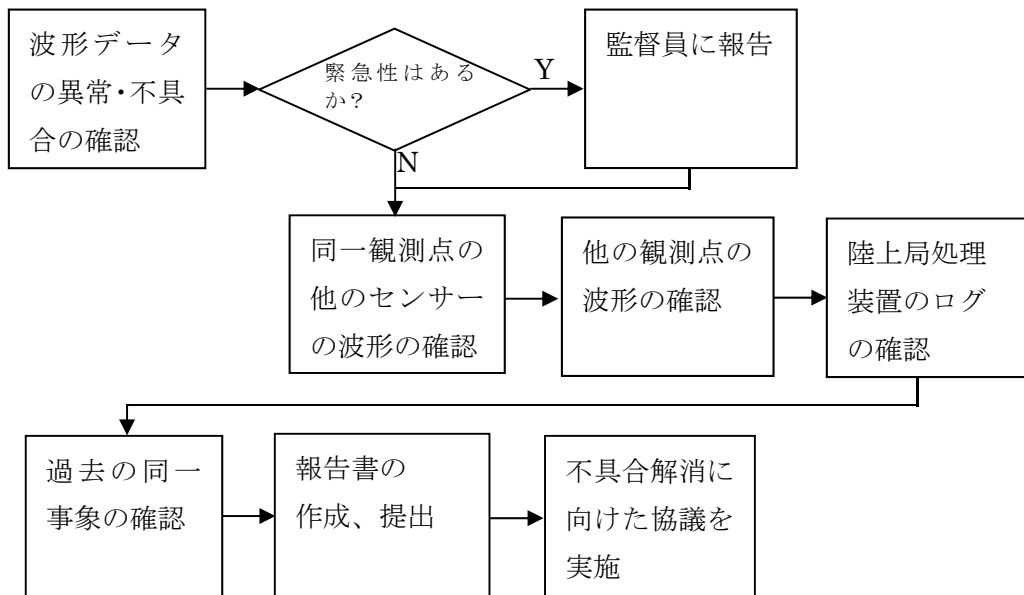 波形データ
の異常・不具
合の確認
緊急性はある
か?
Y
監督員に報告
N
同一観測点の
他のセンサー
の波形の確認
他の観測点の
波形の確認
陸上局処理
装置のログ
の確認
過去の同一
事象の確認
報告書の
作成、提出
不具合解消に
向けた協議を
実施